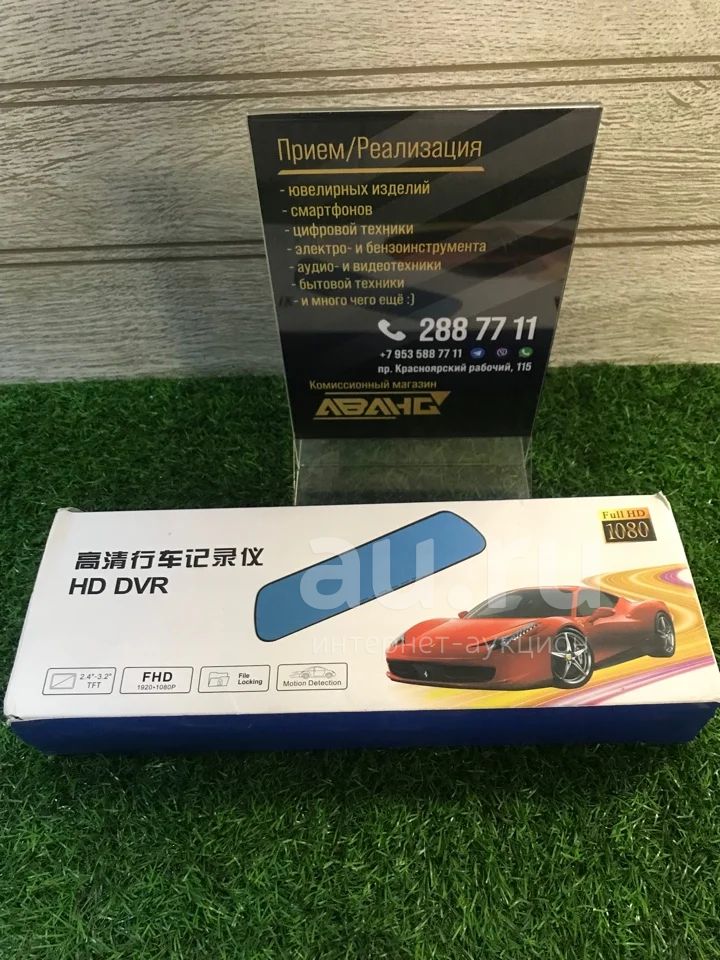 Прием/Реализация
- ювелирных изделий
- смартфонов
- цифровой техники
- электро- и бензоинструмента
- аудио- и видеотехники
- бытовой техники
- и много чего ещё :)
288 77 11
+7 953 588 77 11
пр. Красноярский рабочий, 115
Комиссионный магазин
АВАНС
Full HD
1080
高清行车记录仪
HD DVR
au.ru
интернет-аукцион
2.4"-3.2"
TFT
FHD
1920*1080P
File
Locking
Motion Detection